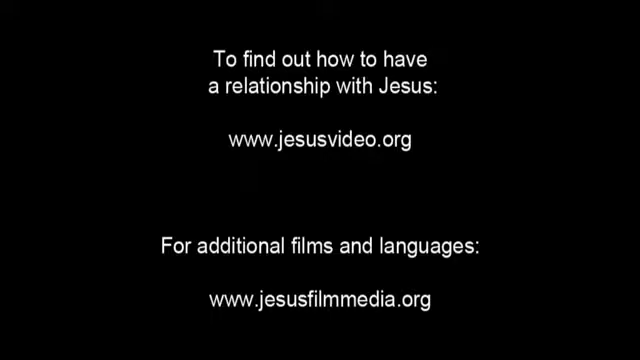 To find out how to have
a relationship with Jesus:
www.jesusvideo.org
For additional films and languages:
www.jesusfilmmedia.org